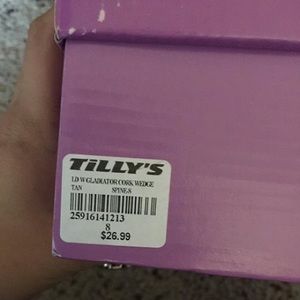 TiLLY'S
LD-W GLADIATOR CORK WEDGE
TAN SPINE-S
25916141213
8
$26.99